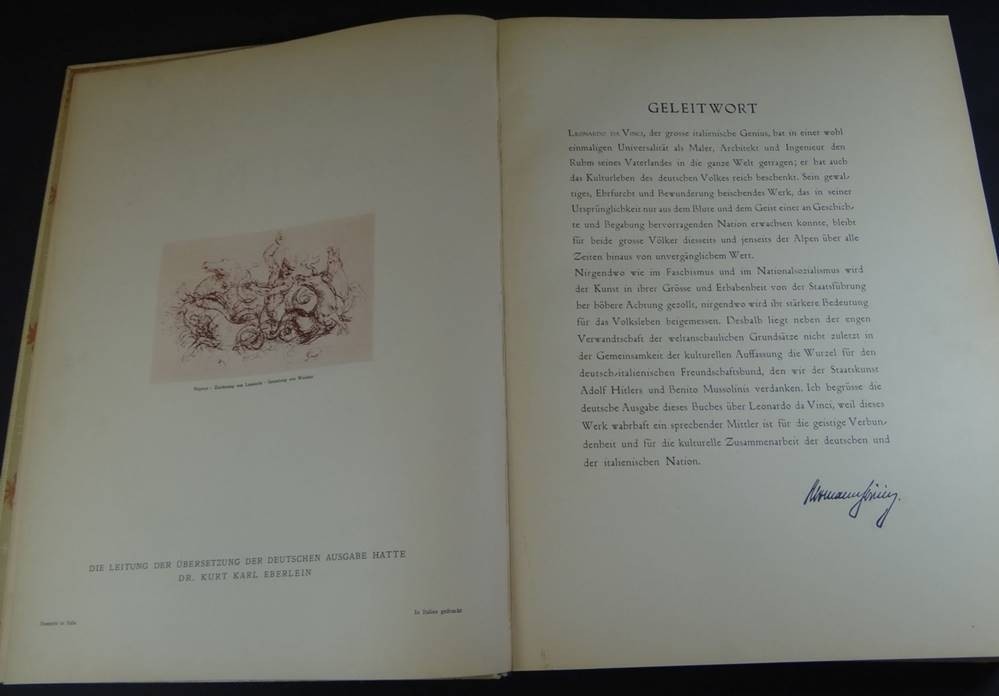 DIE LEITUNG DER ÜBERSETZUNG DER DEUTSCHEN AUSGABE HATTE
DR. KURT KARL EBERLEIN
In Italien gedruckt
GELEITWORT
LEONARDO DA VINCI, der grosse italienische Genius, hat in einer wohl
einmaligen Universalität als Maler, Architekt und Ingenieur den
Ruhm seines Vaterlandes in die ganze Welt getragen; er hat auch
das Kulturleben des deutschen Volkes reich beschenkt. Sein gewal-
tiges, Ehrfurcht und Bewunderung heischendes Werk, das in seiner
Ursprünglichkeit nur aus dem Blute und dem Geist einer an Geschich-
te und Begabung hervorragenden Nation erwachsen konnte, bleibt
für beide grosse Völker diesseits und jenseits der Alpen über alle
Zeiten hinaus von unvergänglichem Wert.
Nirgendwo wie im Faschismus und im Nationalsozialismus wird
der Kunst in ihrer Grösse und Erhabenheit von der Staatsführung
her höhere Achtung gezollt, nirgendwo wird ihr stärkere Bedeutung
für das Volksleben beigemessen. Deshalb liegt neben der engen
Verwandtschaft der weltanschaulichen Grundsätze nicht zuletzt in
der Gemeinsamkeit der kulturellen Auffassung die Wurzel für den
deutsch-italienischen Freundschaftsbund, den wir der Staatskunst
Adolf Hitlers und Benito Mussolinis verdanken. Ich begrüsse die
deutsche Ausgabe dieses Buches über Leonardo da Vinci, weil dieses
Werk wahrhaft ein sprechender Mittler ist für die geistige Verbun-
denheit und für die kulturelle Zusammenarbeit der deutschen und
der italienischen Nation.
Hermann Göring.